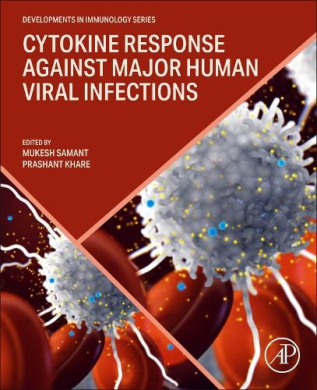 DEVELOPMENTS IN IMMUNOLOGY SERIES
CYTOKINE RESPONSE
AGAINST MAJOR HUMAN
VIRAL INFECTIONS
EDITED BY
MUKESH SAMANT
PRASHANT KHARE
AP